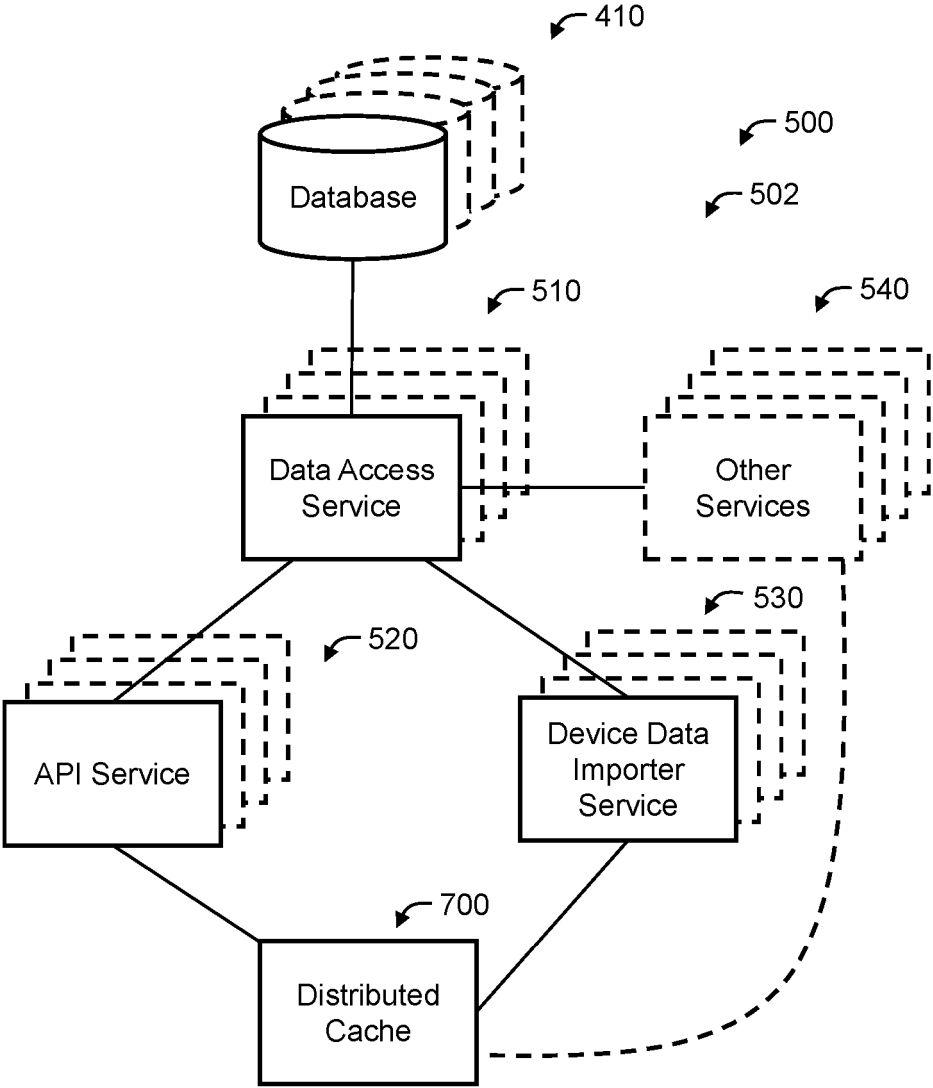 410
500
Database
502
510
540
Data Access
Service
Other
Services
530
520
API Service
Device Data
Importer
Service
700
Distributed
Cache